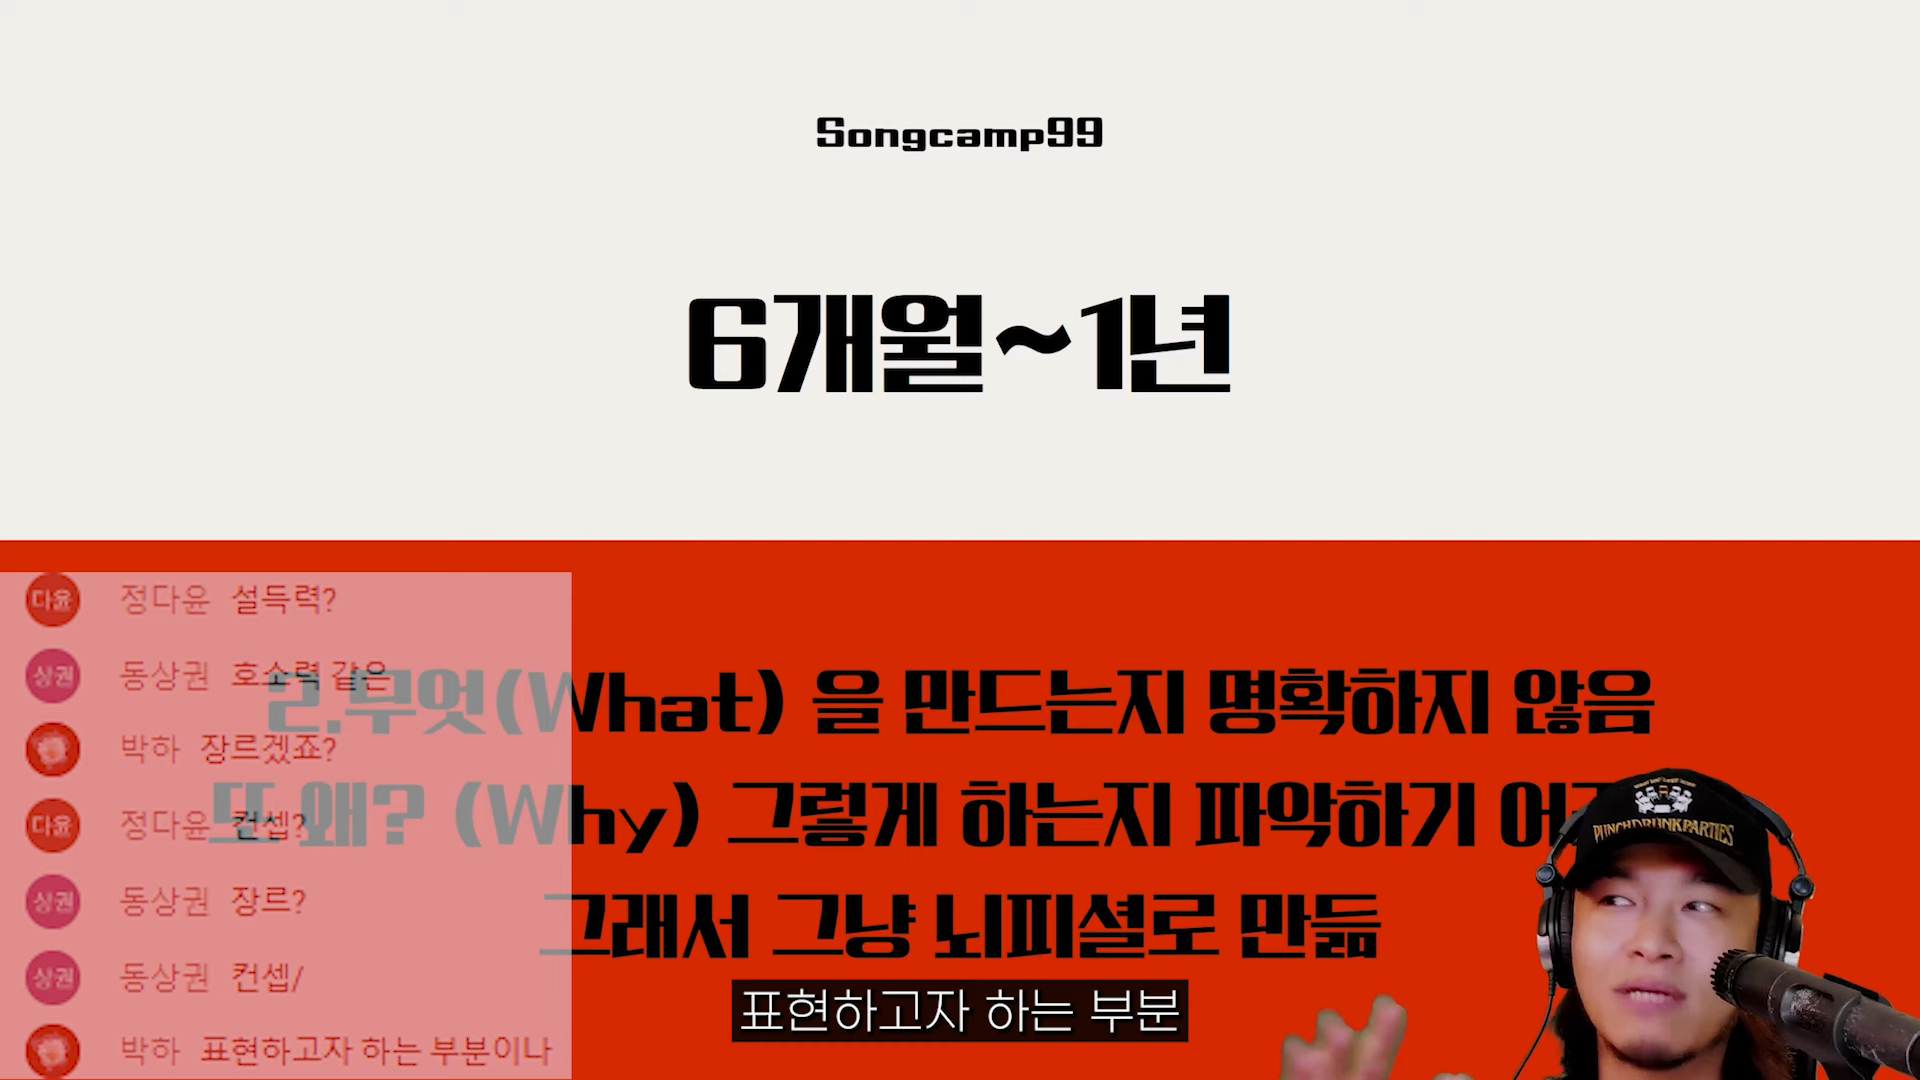 Songcamp99
6개월~1년
다윤 정다윤 설득력?
상권 동상권 호소력 같은
2.무엇(What) 을 만드는지 명확하지 않음
박하 장르겠죠?
또 왜? (Why) 그렇게 하는지 파악하기
다윤 정다윤 컨셉?
상권 동상권 장르?
그래서 그냥 뇌피셜로 만듦
상권 동상권 컨셉/
표현하고자 하는 부분
박하 표현하고자 하는 부분이나
PUNCHDRUNKPARTIES